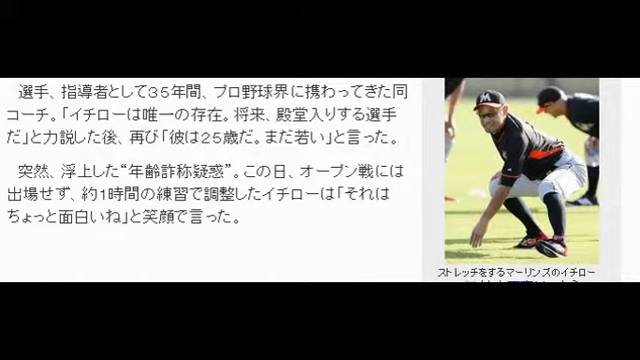 選手、指導者として３５年間、プロ野球界に携わってきた同
コーチ。「イチローは唯一の存在。将来、殿堂入りする選手
だ」と力説した後、再び「彼は２５歳だ。まだ若い」と言った。
突然、浮上した“年齢詐称疑惑”。この日、オープン戦には
出場せず、約１時間の練習で調整したイチローは「それは
ちょっと面白いね」と笑顔で言った。
ストレッチをするマーリンズのイチロー